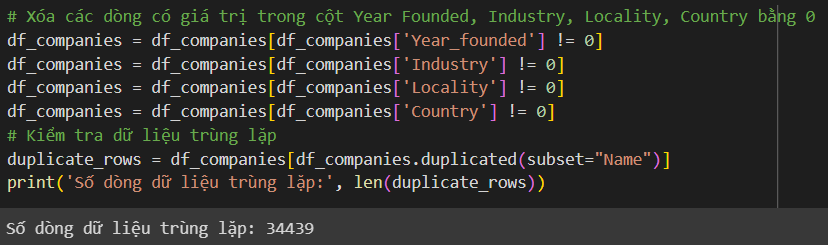 # Xóa các dòng có giá trị trong cột Year Founded, Industry, Locality, Country bằng 0
df_companies = df_companies[df_companies['Year_founded'] != 0]
df_companies = df_companies[df_companies['Industry'] != 0]
df_companies = df_companies[df_companies['Locality'] != 0]
df_companies = df_companies[df_companies['Country'] != 0]
# Kiểm tra dữ liệu trùng lặp
duplicate_rows = df_companies[df_companies.duplicated(subset="Name")]
print('Số dòng dữ liệu trùng lặp:', len(duplicate_rows))
Số dòng dữ liệu trùng lặp: 34439